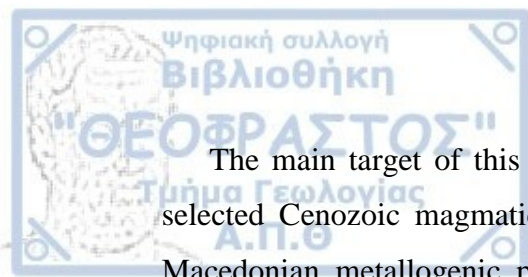 Ψηφιακή συλλογή
Βιβλιοθήκη
"ΘΕΟΦΡΑΣΤΟΣ"
The main target of this
Τμήμα Γεωλογίας
selected Cenozoic magmatic
Α.Π.Θ
Macedonian metallogenic